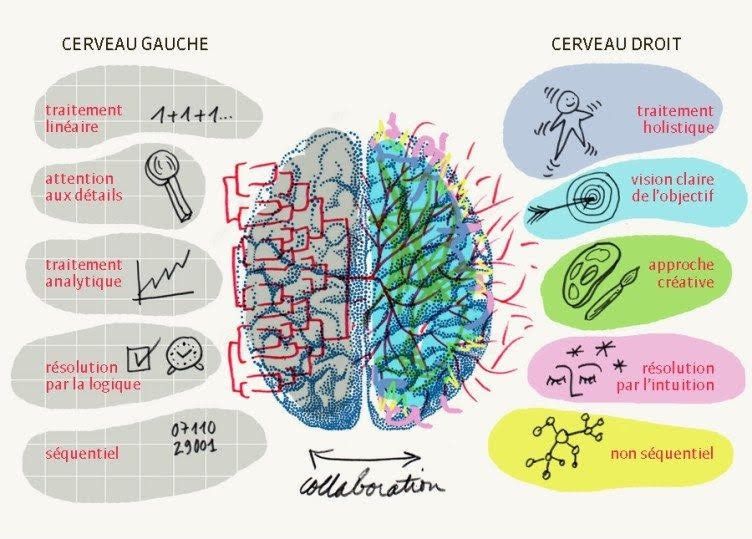 CERVEAU GAUCHE
traitement
linéaire
1+1+1...
attention
aux détails
traitement
analytique
résolution
par la logique
séquentiel
07110
29001
CERVEAU DROIT
traitement
holistique
vision claire
de l'objectif
approche
créative
résolution
par l'intuition
non séquentiel
collaboration